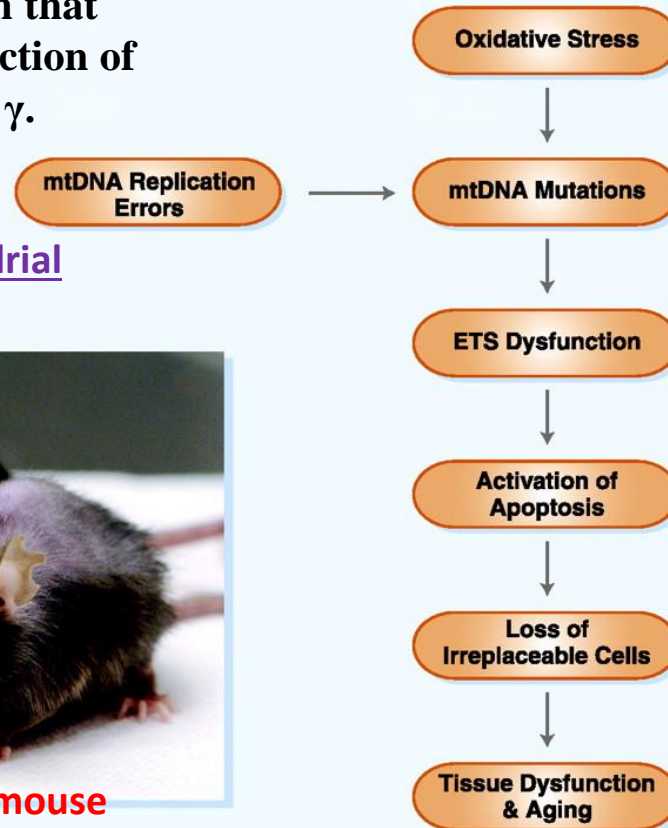 that
ction of
γ.
Oxidative Stress
mtDNA Replication
Errors
mtDNA Mutations
drial
ETS Dysfunction
Activation of
Apoptosis
Loss of
Irreplaceable Cells
mouse
Tissue Dysfunction
& Aging